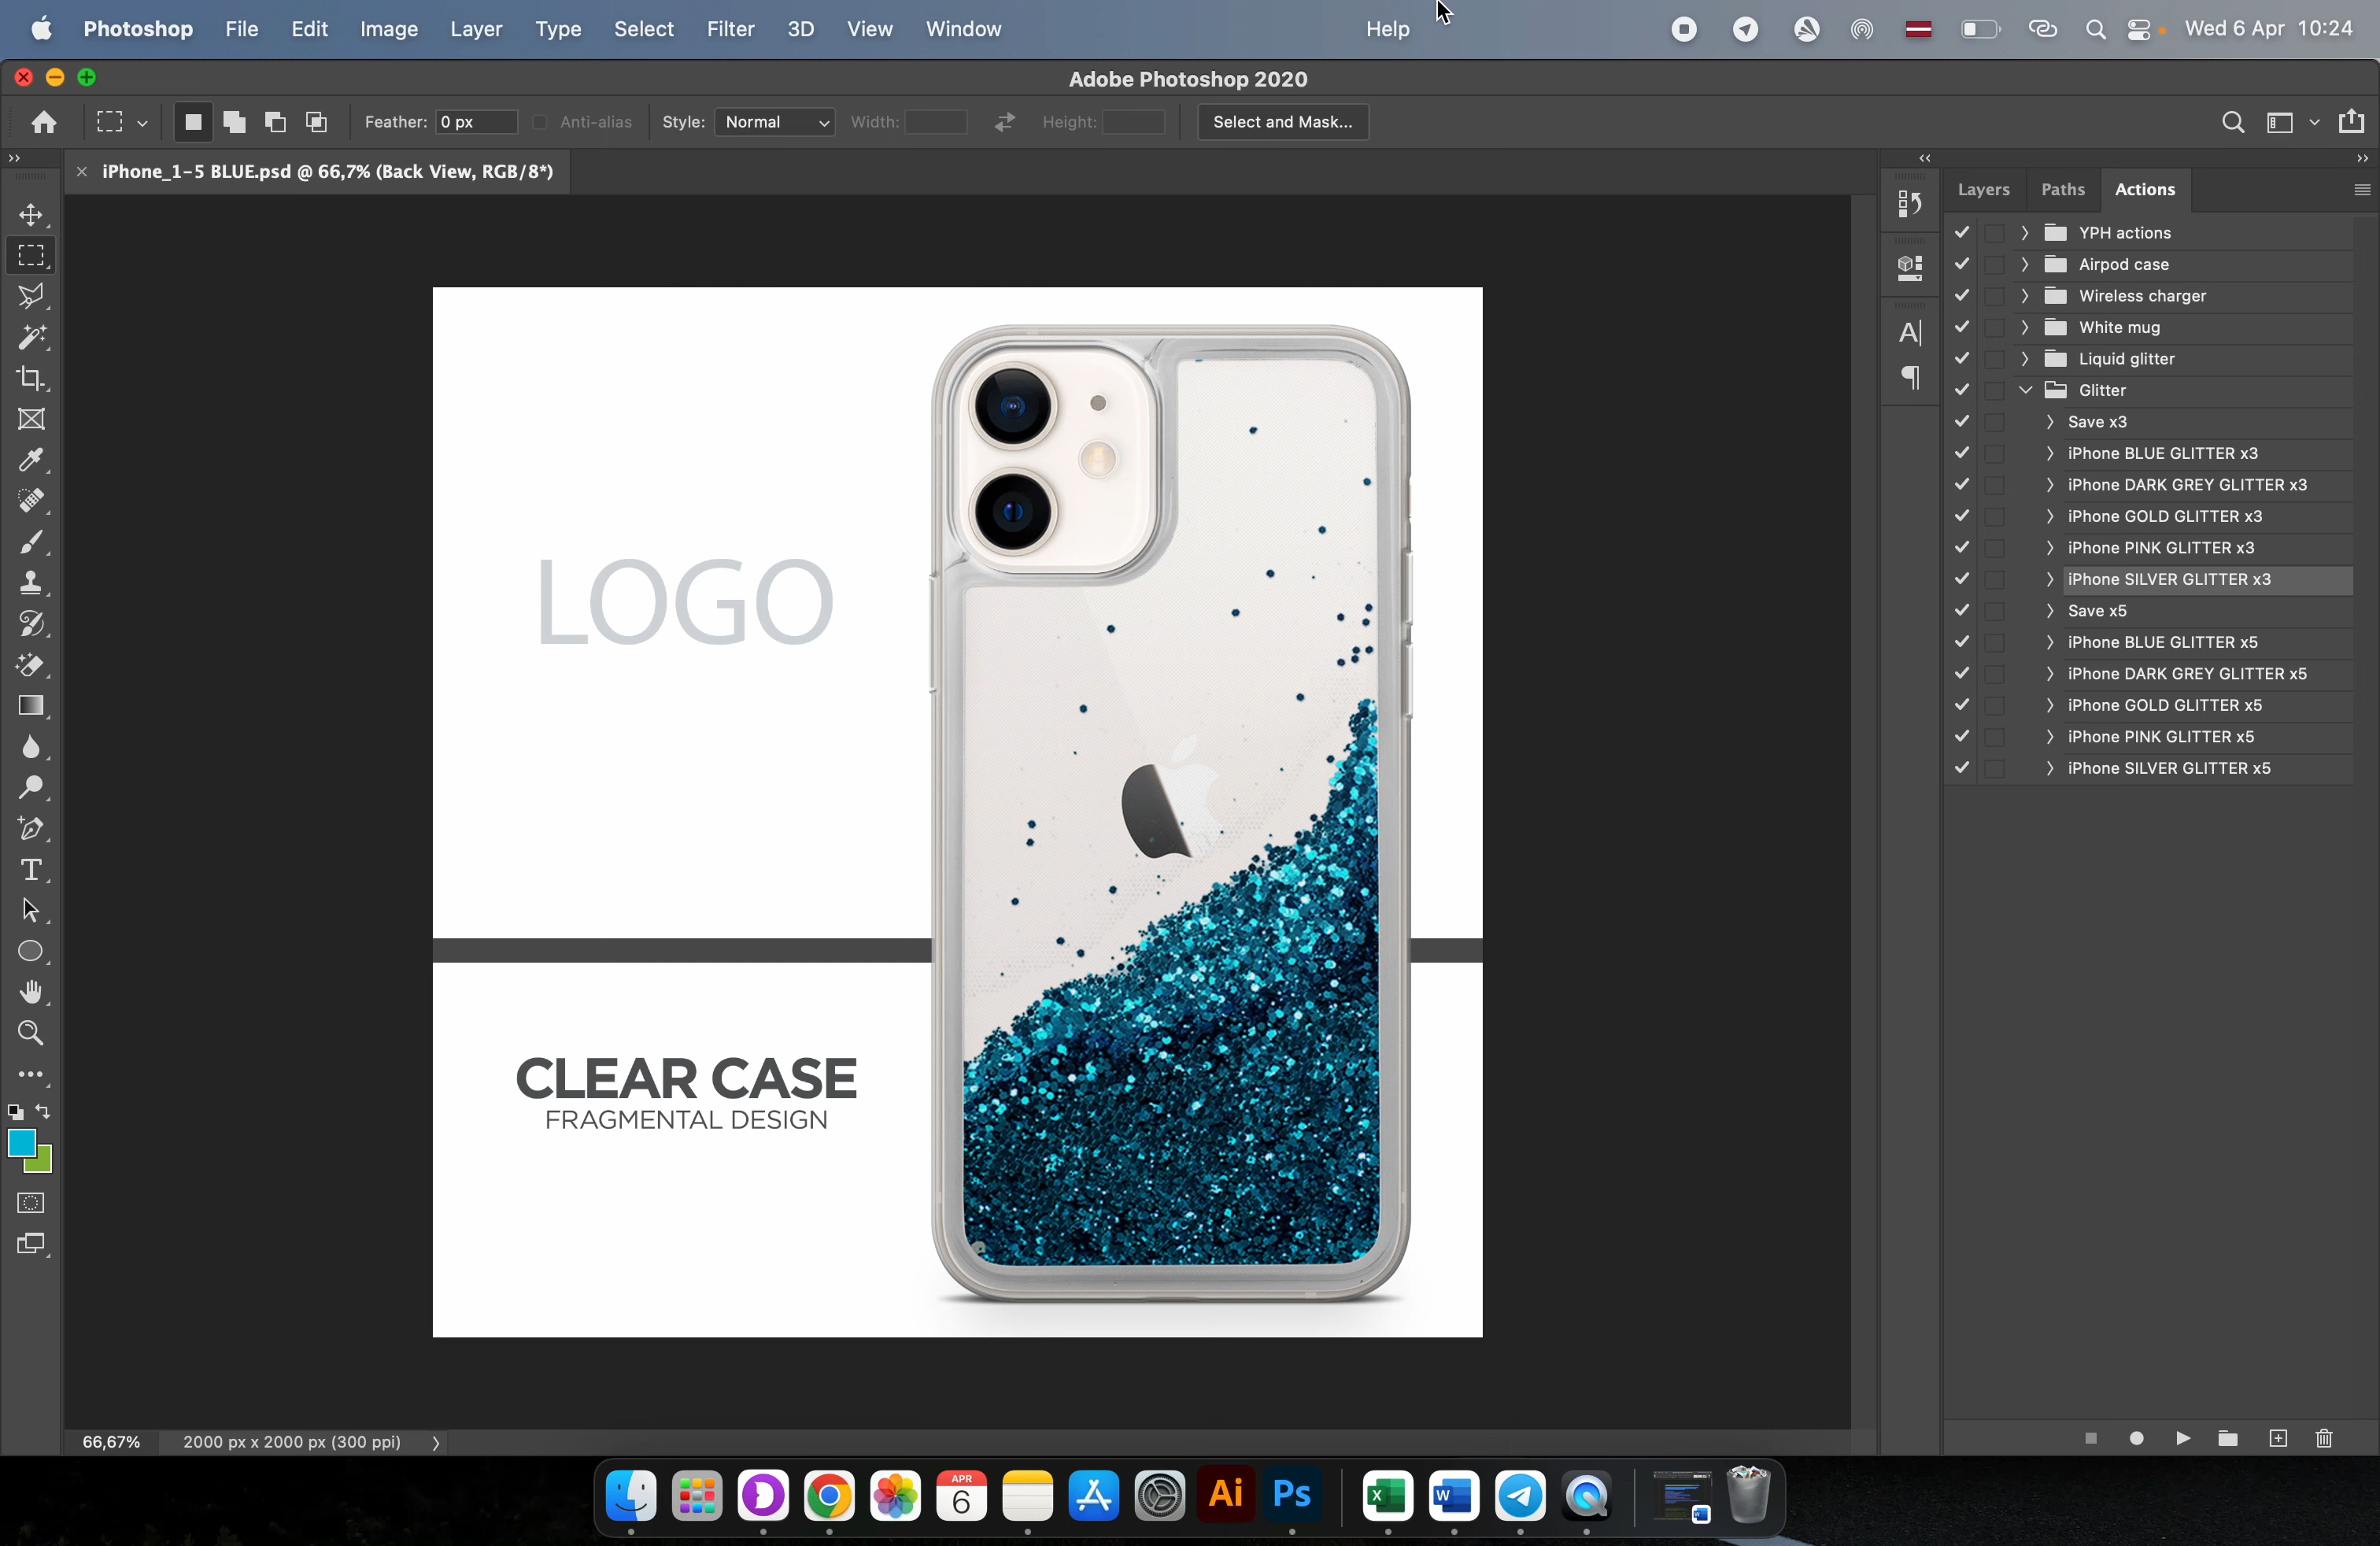 Photoshop File Edit Image Layer Type Select Filter 3D View Window Help Wed 6 Apr 10:24
Adobe Photoshop 2020
Feather: 0 px Anti-alias Style: Normal Width: Height: Select and Mask...
iPhone_1-5 BLUE.psd @ 66,7% (Back View, RGB/8*)
Layers Paths Actions
YPH actions
Airpod case
Wireless charger
White mug
Liquid glitter
Glitter
Save x3
iPhone BLUE GLITTER x3
iPhone DARK GREY GLITTER x3
iPhone GOLD GLITTER x3
iPhone PINK GLITTER x3
iPhone SILVER GLITTER x3
Save x5
iPhone BLUE GLITTER x5
iPhone DARK GREY GLITTER x5
iPhone GOLD GLITTER x5
iPhone PINK GLITTER x5
iPhone SILVER GLITTER x5
LOGO
CLEAR CASE
FRAGMENTAL DESIGN
66,67% 2000 px x 2000 px (300 ppi)
APR
6
Ai
Ps
X
W